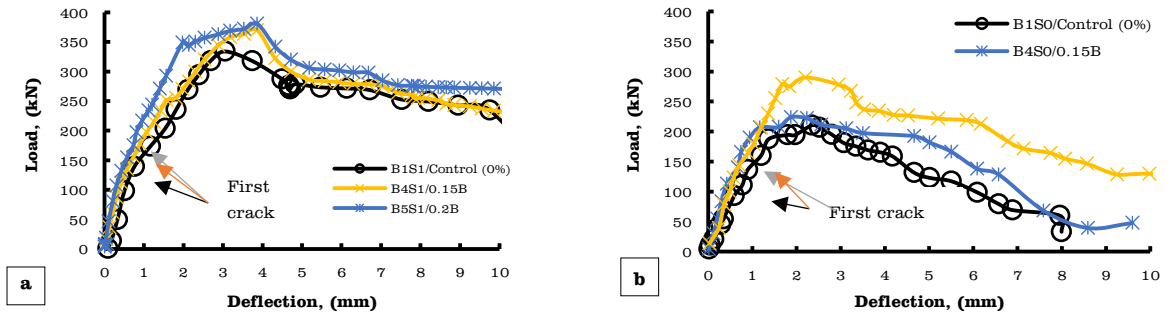 400
350
300
250
200
150
100
50
0
Load, (kN)
0 1 2 3 4 5 6 7 8 9 10
Deflection, (mm)
B1S1/Control (0%)
B4S1/0.15B
B5S1/0.2B
First
crack
a
400
350
300
250
200
150
100
50
0
Load, (kN)
0 1 2 3 4 5 6 7 8 9 10
Deflection, (mm)
B1S0/Control (0%)
B4S0/0.15B
First crack
b